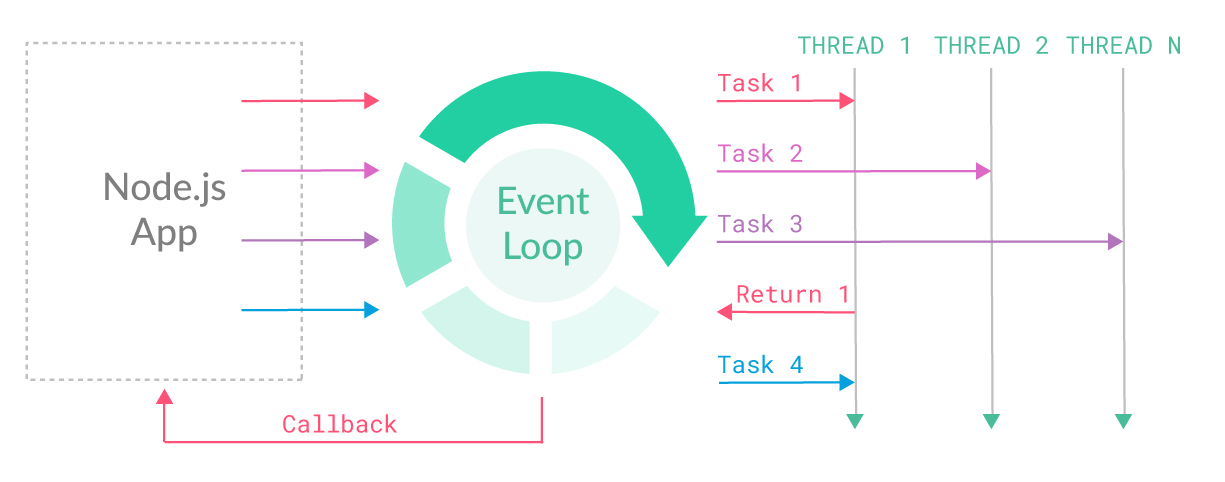 THREAD 1 THREAD 2 THREAD N
Task 1
Task 2
Node.js
App
Event
Loop
Task 3
Return 1
Task 4
Callback